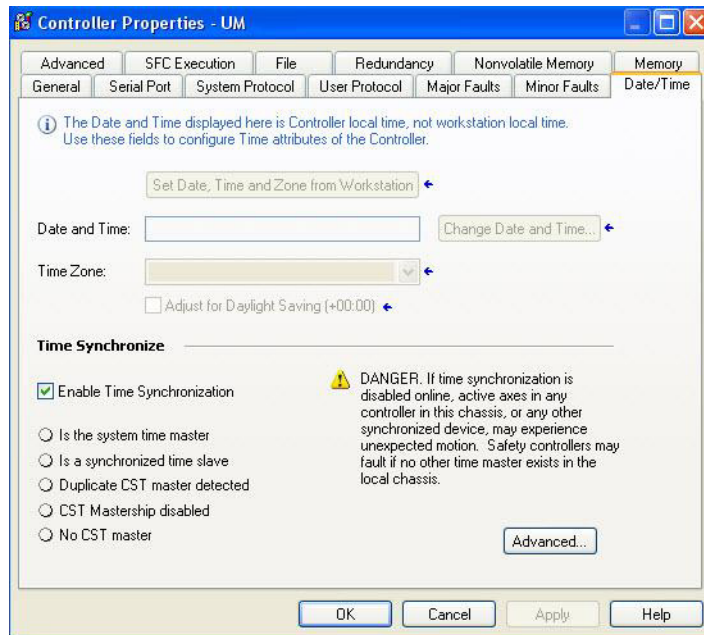 Controller Properties - UM
Advanced SFC Execution File Redundancy Nonvolatile Memory Memory
General Serial Port System Protocol User Protocol Major Faults Minor Faults Date/Time
The Date and Time displayed here is Controller local time, not workstation local time.
Use these fields to configure Time attributes of the Controller.
Set Date, Time and Zone from Workstation
Date and Time: Change Date and Time...
Time Zone:
Adjust for Daylight Saving (+00:00)
Time Synchronize
Enable Time Synchronization
Is the system time master
Is a synchronized time slave
Duplicate CST master detected
CST Mastership disabled
No CST master
DANGER. If time synchronization is
disabled online, active axes in any
controller in this chassis, or any other
synchronized device, may experience
unexpected motion. Safety controllers may
fault if no other time master exists in the
local chassis.
Advanced...
OK Cancel Apply Help